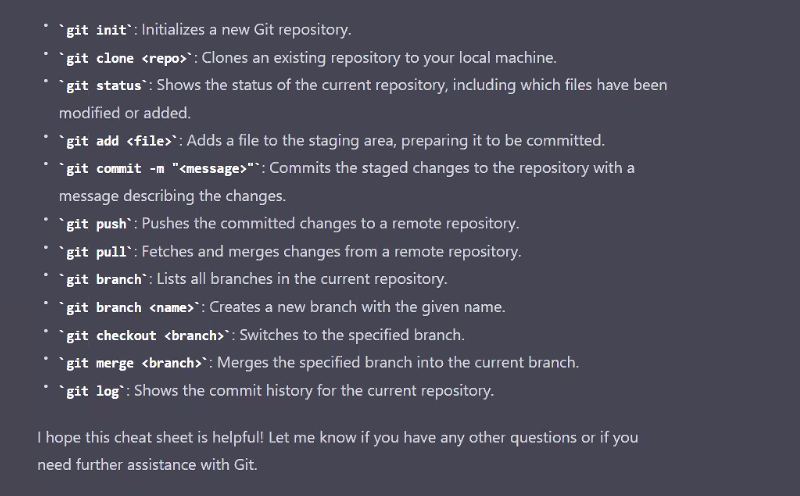 • `git init`: Initializes a new Git repository.
• `git clone <repo>`: Clones an existing repository to your local machine.
• `git status`: Shows the status of the current repository, including which files have been
modified or added.
• `git add <file>`: Adds a file to the staging area, preparing it to be committed.
• `git commit -m "<message>"`: Commits the staged changes to the repository with a
message describing the changes.
• `git push`: Pushes the committed changes to a remote repository.
• `git pull`: Fetches and merges changes from a remote repository.
• `git branch`: Lists all branches in the current repository.
• `git branch <name>`: Creates a new branch with the given name.
• `git checkout <branch>`: Switches to the specified branch.
• `git merge <branch>`: Merges the specified branch into the current branch.
• `git log`: Shows the commit history for the current repository.
I hope this cheat sheet is helpful! Let me know if you have any other questions or if you
need further assistance with Git.